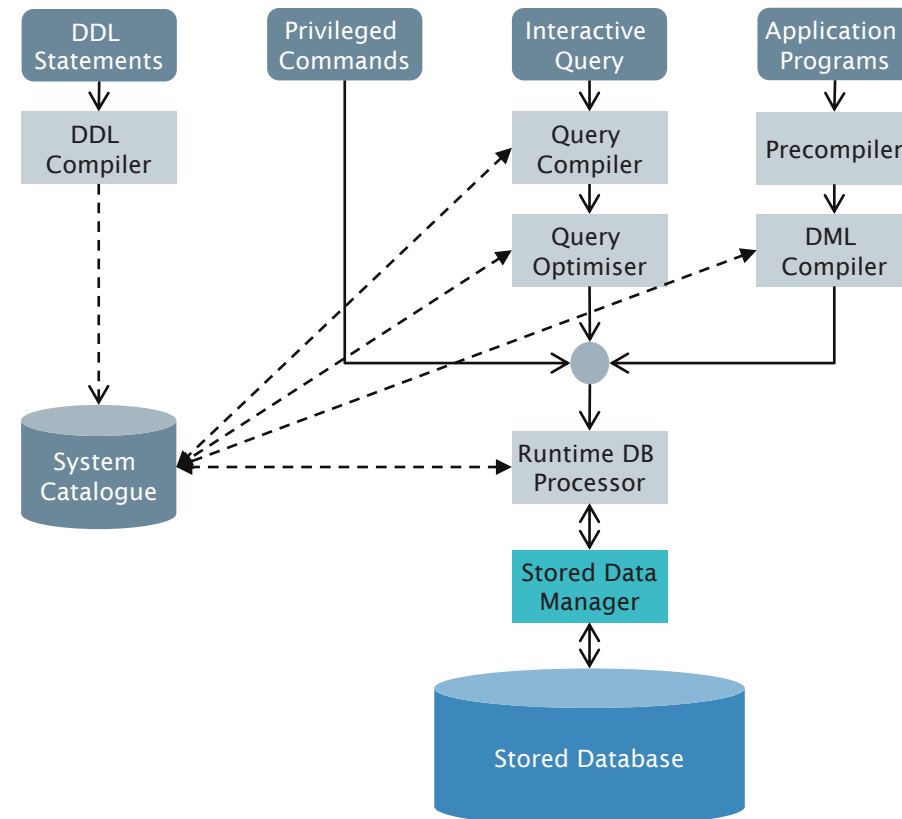 DDL
Statements
Privileged
Commands
Interactive
Query
Application
Programs
DDL
Compiler
Query
Compiler
Precompiler
Query
Optimiser
DML
Compiler
System
Catalogue
Runtime DB
Processor
Stored Data
Manager
Stored Database